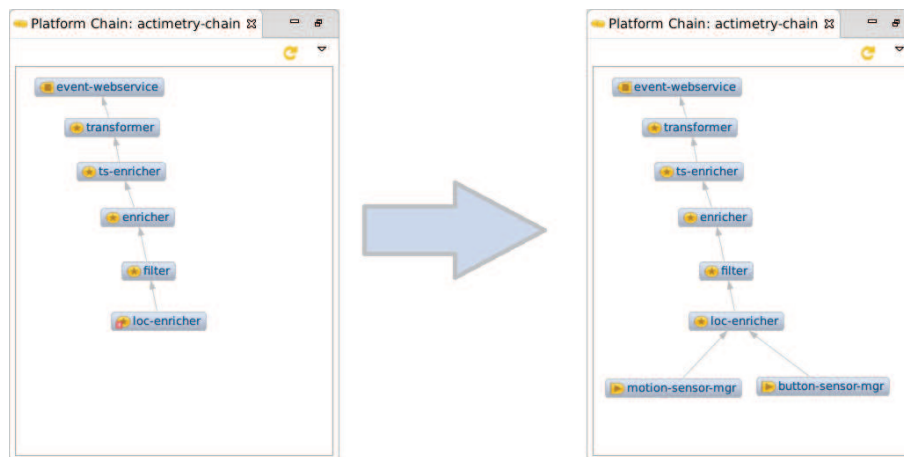 Platform Chain: actimetry-chain
event-webservice
transformer
ts-enricher
enricher
filter
loc-enricher
Platform Chain: actimetry-chain
event-webservice
transformer
ts-enricher
enricher
filter
loc-enricher
motion-sensor-mgr
button-sensor-mgr